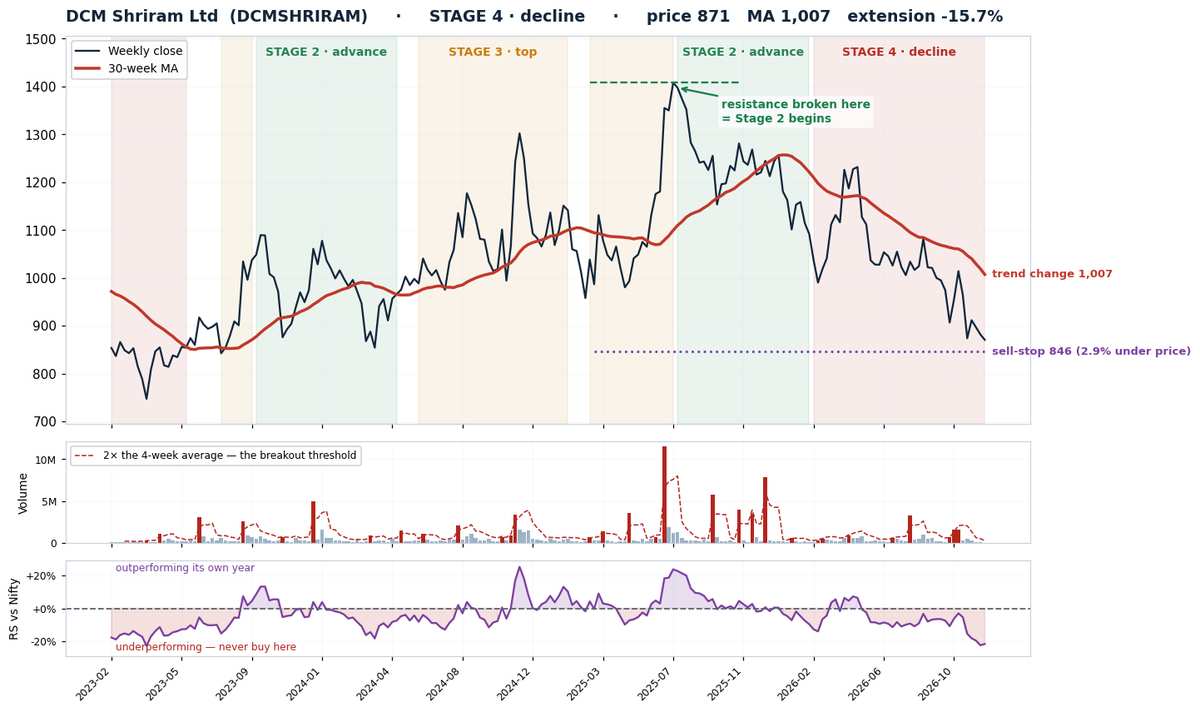 DCM Shriram Ltd (DCMSHRIRAM) · STAGE 4 · decline · price 871 MA 1,007 extension -15.7%
Weekly close
30-week MA
STAGE 2 · advance
STAGE 3 · top
STAGE 2 · advance
STAGE 4 · decline
1500
1400
1300
1200
1100
1000
900
800
700
resistance broken here
= Stage 2 begins
trend change 1,007
sell-stop 846 (2.9% under price)
Volume
10M
5M
0
2× the 4-week average — the breakout threshold
RS vs Nifty
+20%
+0%
-20%
outperforming its own year
underperforming — never buy here
2023-02
2023-05
2023-09
2024-01
2024-04
2024-08
2024-12
2025-03
2025-07
2025-11
2026-02
2026-06
2026-10